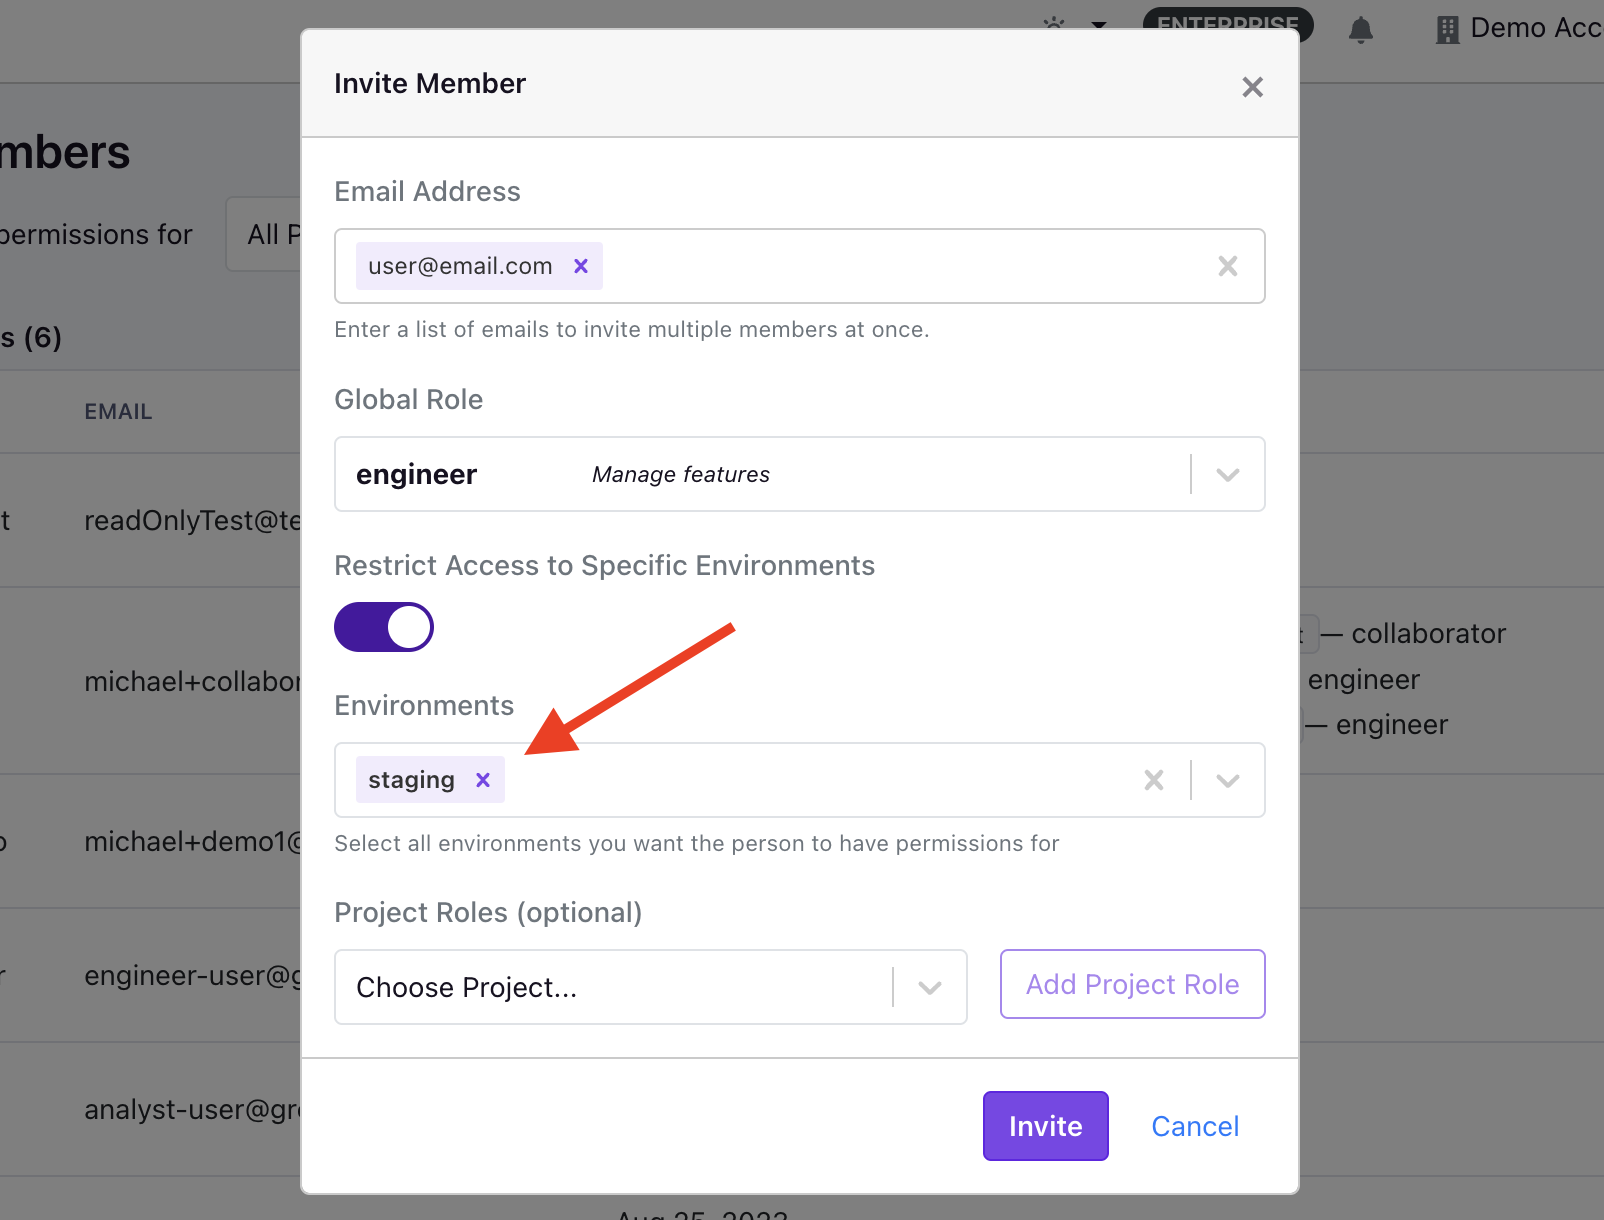 ENTERPRISE
Demo Acc
Invite Member
mbers
Email Address
permissions for
All P
user@email.com
Enter a list of emails to invite multiple members at once.
s (6)
Global Role
EMAIL
engineer
Manage features
t
readOnlyTest@te
Restrict Access to Specific Environments
— collaborator
michael+collabor
engineer
Environments
— engineer
staging
michael+demo1@
Select all environments you want the person to have permissions for
Project Roles (optional)
r
engineer-user@g
Choose Project...
Add Project Role
analyst-user@gre
Invite
Cancel
Aug 25, 2023